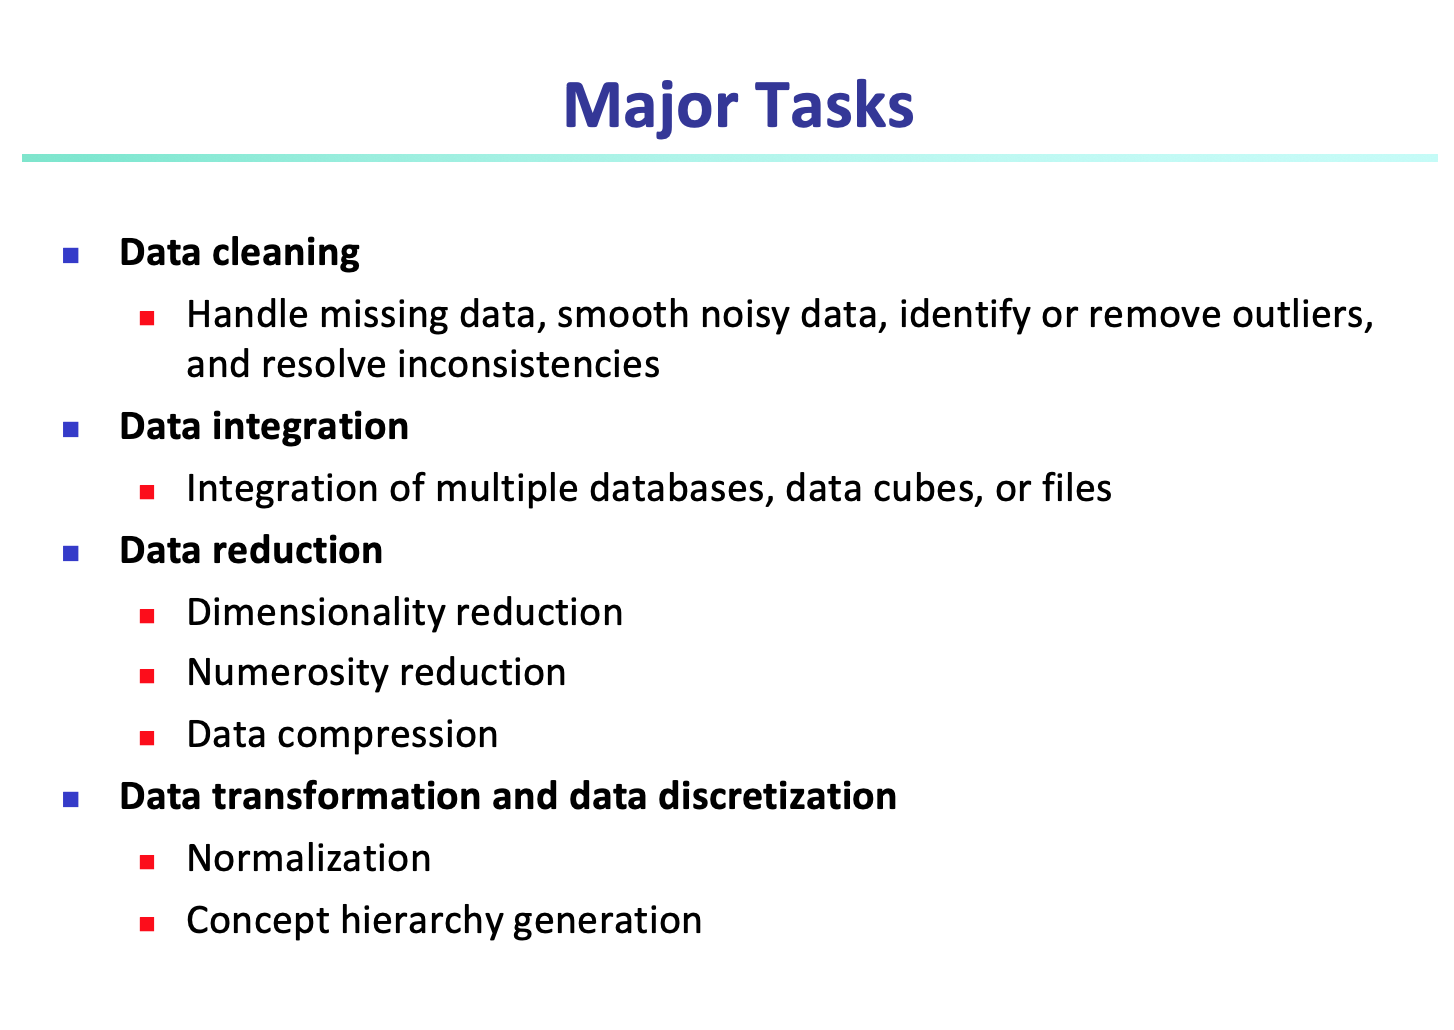 Major Tasks
Data cleaning
Handle missing data, smooth noisy data, identify or remove outliers,
and resolve inconsistencies
Data integration
Integration of multiple databases, data cubes, or files
Data reduction
Dimensionality reduction
Numerosity reduction
Data compression
Data transformation and data discretization
Normalization
Concept hierarchy generation